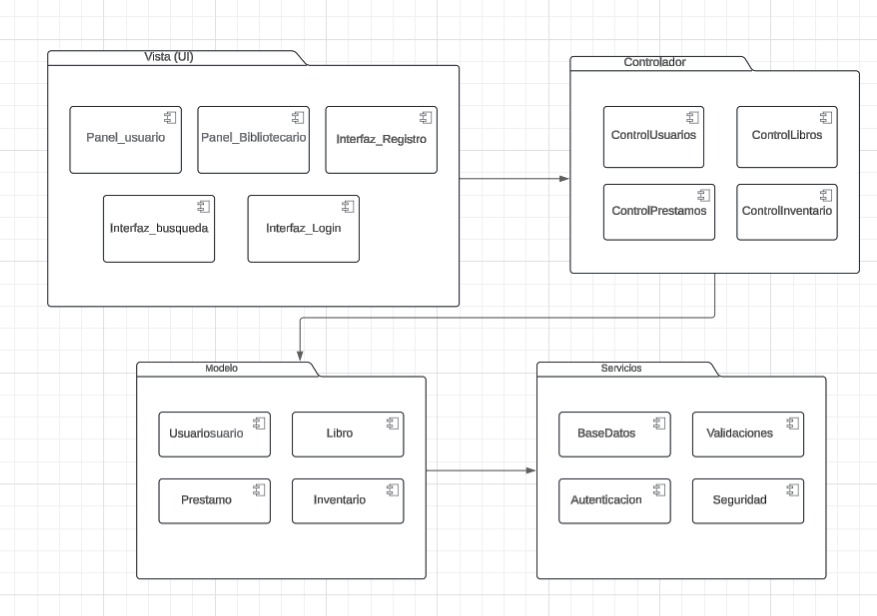 Vista (UI)
Controlador
Panel_usuario
Panel_Bibliotecario
Interfaz_Registro
ControlUsuarios
ControlLibros
Interfaz_busqueda
Interfaz_Login
ControlPrestamos
ControlInventario
Modelo
Servicios
Usuariosuario
Libro
BaseDatos
Validaciones
Prestamo
Inventario
Autenticacion
Seguridad